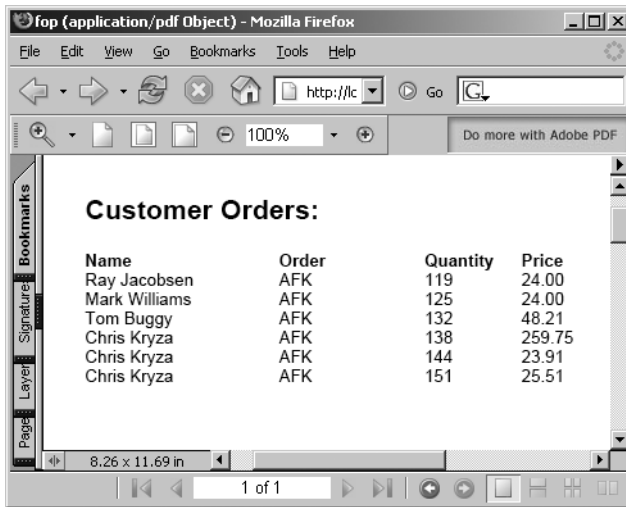 fop (application/pdf Object) - Mozilla Firefox
File Edit View Go Bookmarks Tools Help
http://lc Go G
100% Do more with Adobe PDF
Bookmarks
Signature
Layer
Page
Customer Orders:
Name Order Quantity Price
Ray Jacobsen AFK 119 24.00
Mark Williams AFK 125 24.00
Tom Buggy AFK 132 48.21
Chris Kryza AFK 138 259.75
Chris Kryza AFK 144 23.91
Chris Kryza AFK 151 25.51
8.26 x 11.69 in
1 of 1